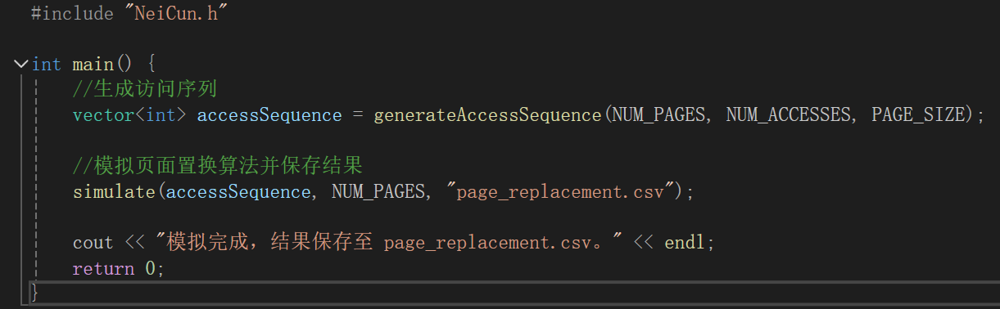 #include "NeiCun.h"
int main() {
//生成访问序列
vector<int> accessSequence = generateAccessSequence(NUM_PAGES, NUM_ACCESSES, PAGE_SIZE);
//模拟页面置换算法并保存结果
simulate(accessSequence, NUM_PAGES, "page_replacement.csv");
cout << "模拟完成，结果保存至 page_replacement.csv。" << endl;
return 0;
}